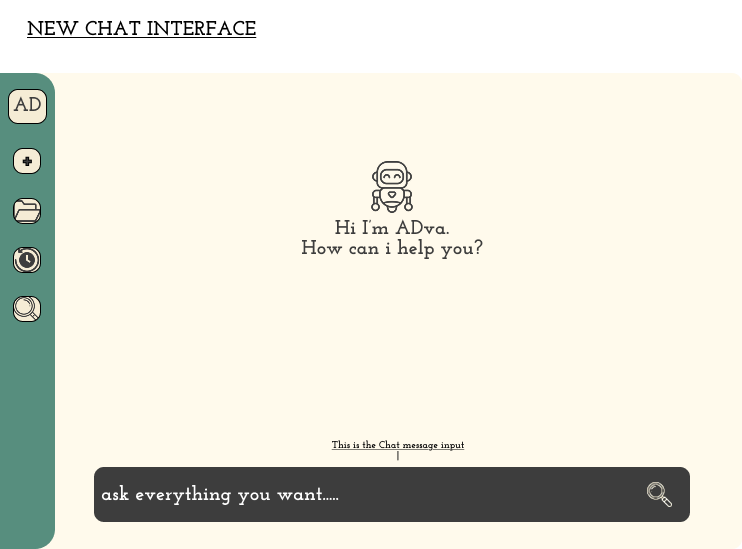 NEW CHAT INTERFACE
AD
Hi I'm ADva.
How can i help you?
This is the Chat message input
ask everything you want.....